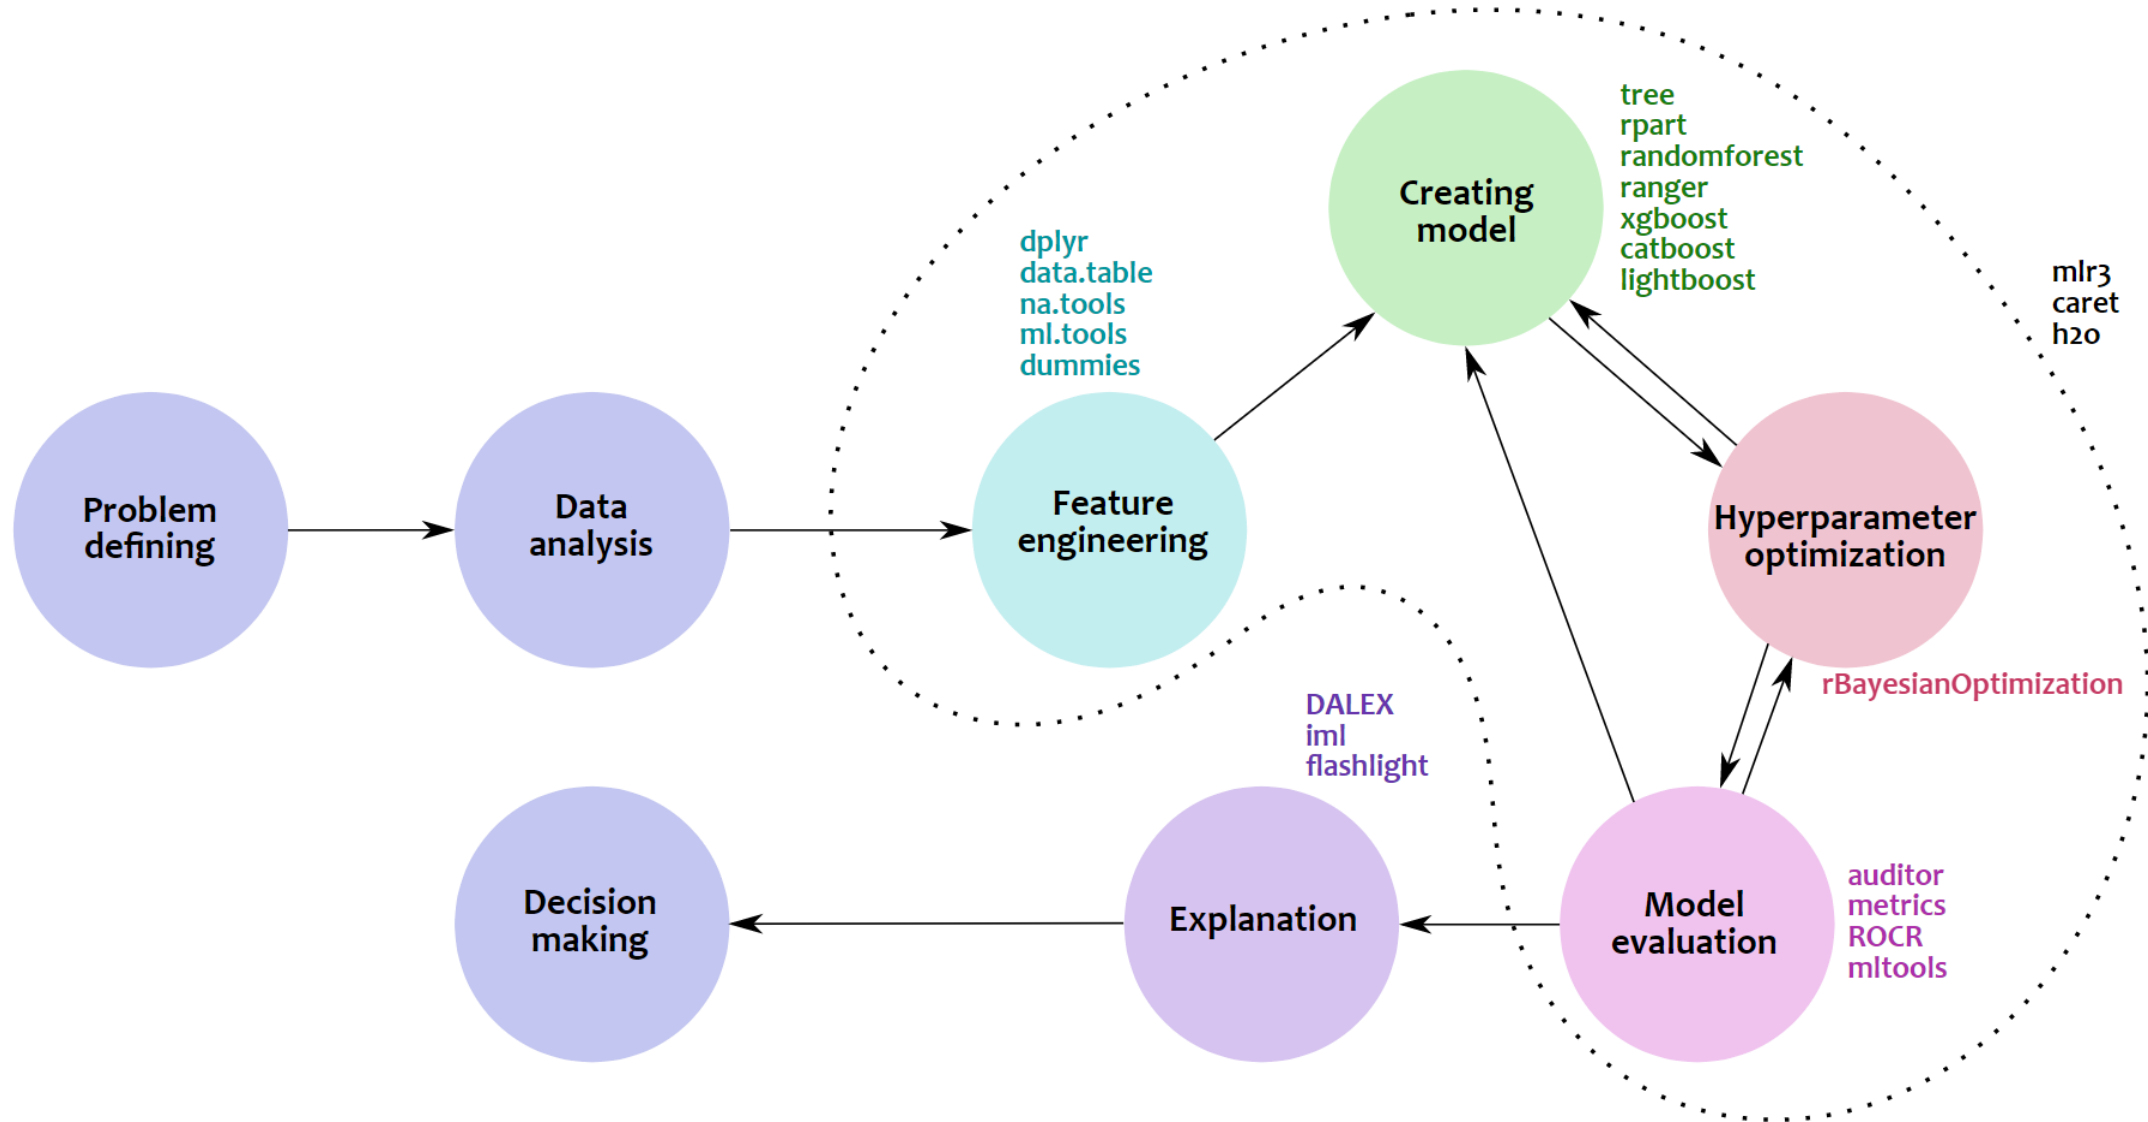 Problem
defining
Data
analysis
dplyr
data.table
na.tools
ml.tools
dummies
Feature
engineering
Creating
model
tree
rpart
randomforest
ranger
xgboost
catboost
lightboost
mlr3
caret
h2o
Hyperparameter
optimization
rBayesianOptimization
Model
evaluation
auditor
metrics
ROCR
mltools
DALEX
iml
flashlight
Explanation
Decision
making